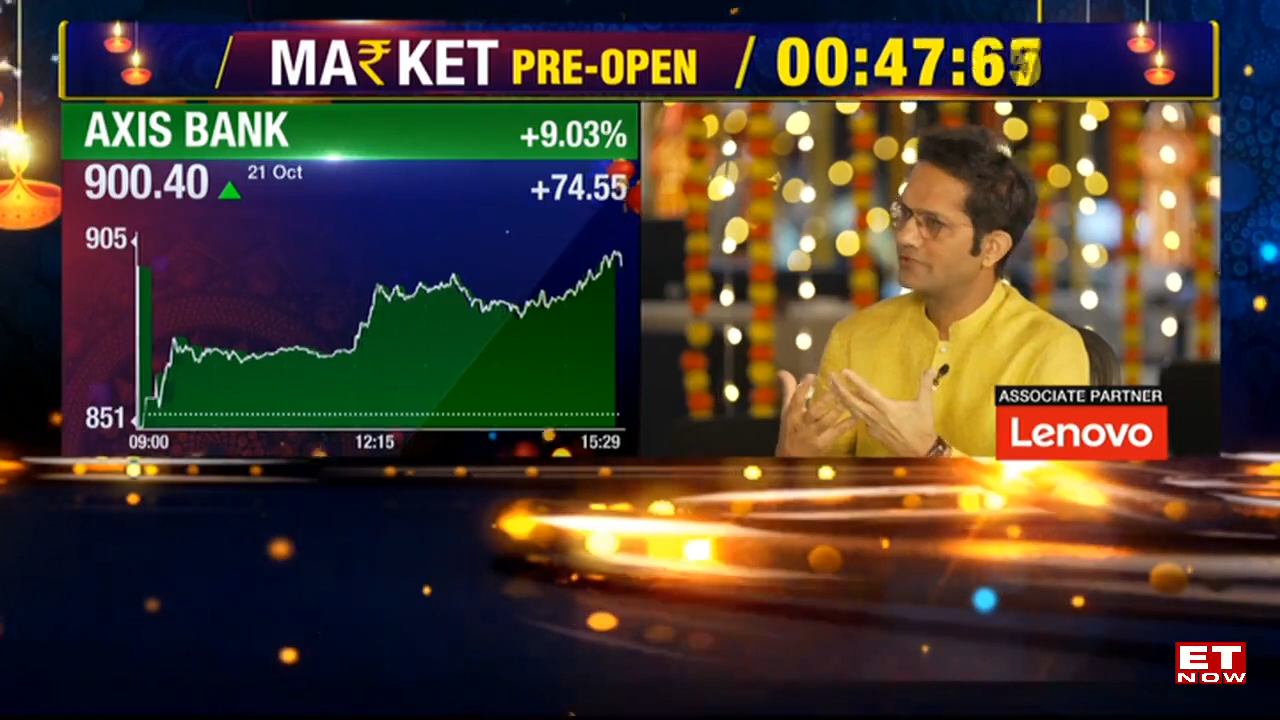 MA₹KET PRE-OPEN / 00:47:6
AXIS BANK +9.03%
900.40 ▲ 21 Oct +74.55
905
851
09:00 12:15 15:29
ASSOCIATE PARTNER
Lenovo
ET
NOW